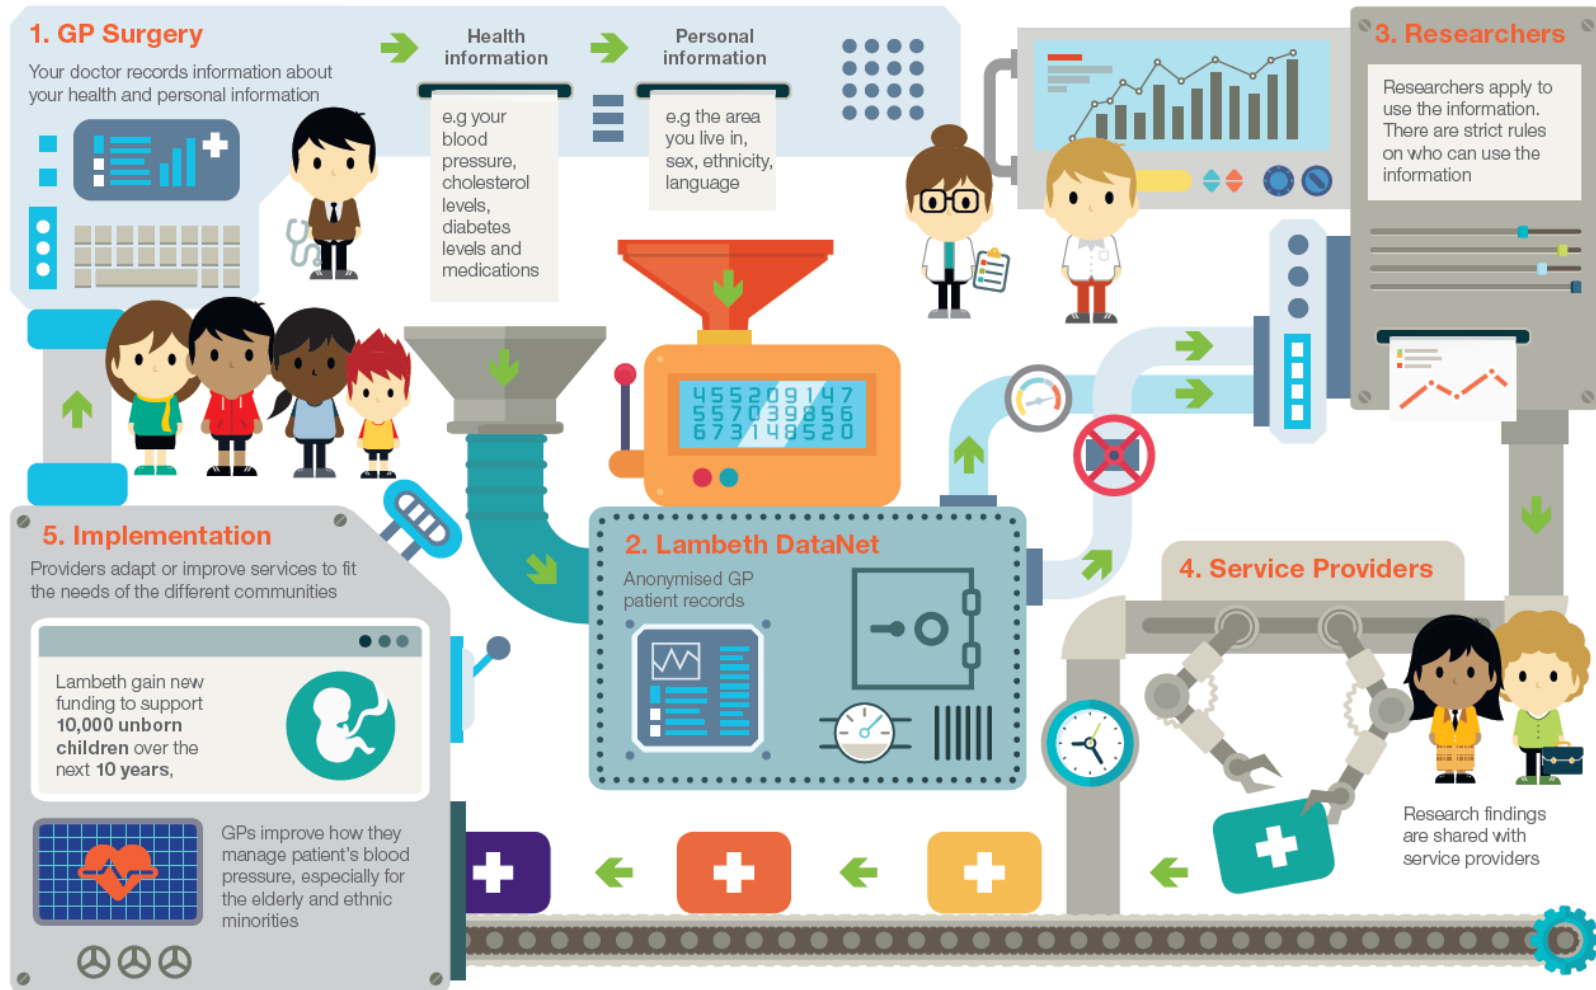 1. GP Surgery
Your doctor records information about
your health and personal information
Health
information
Personal
information
e.g your
blood
pressure,
cholesterol
levels,
diabetes
levels and
medications
e.g the area
you live in,
sex, ethnicity,
language
3. Researchers
Researchers apply to
use the information.
There are strict rules
on who can use the
information
4552091147
557039856
673148520
2. Lambeth DataNet
Anonymised GP
patient records
4. Service Providers
Research findings
are shared with
service providers
5. Implementation
Providers adapt or improve services to fit
the needs of the different communities
Lambeth gain new
funding to support
10,000 unborn
children over the
next 10 years,
GPs improve how they
manage patient's blood
pressure, especially for
the elderly and ethnic
minorities